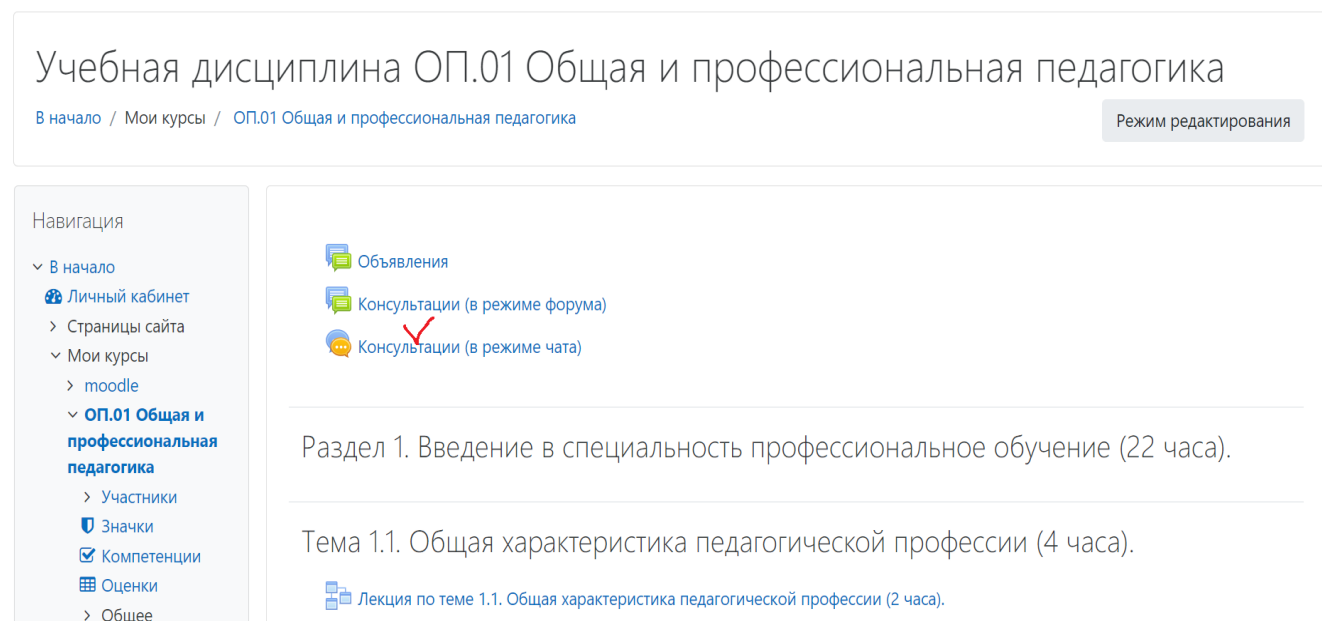 Учебная дисциплина ОП.01 Общая и профессиональная педагогика
В начало / Мои курсы / ОП.01 Общая и профессиональная педагогика
Режим редактирования
Навигация
В начало
Личный кабинет
Страницы сайта
Мои курсы
moodle
ОП.01 Общая и
профессиональная
педагогика
Участники
Значки
Компетенции
Оценки
Общее
Объявления
Консультации (в режиме форума)
Консультации (в режиме чата)
Раздел 1. Введение в специальность профессиональное обучение (22 часа).
Тема 1.1. Общая характеристика педагогической профессии (4 часа).
Лекция по теме 1.1. Общая характеристика педагогической профессии (2 часа).